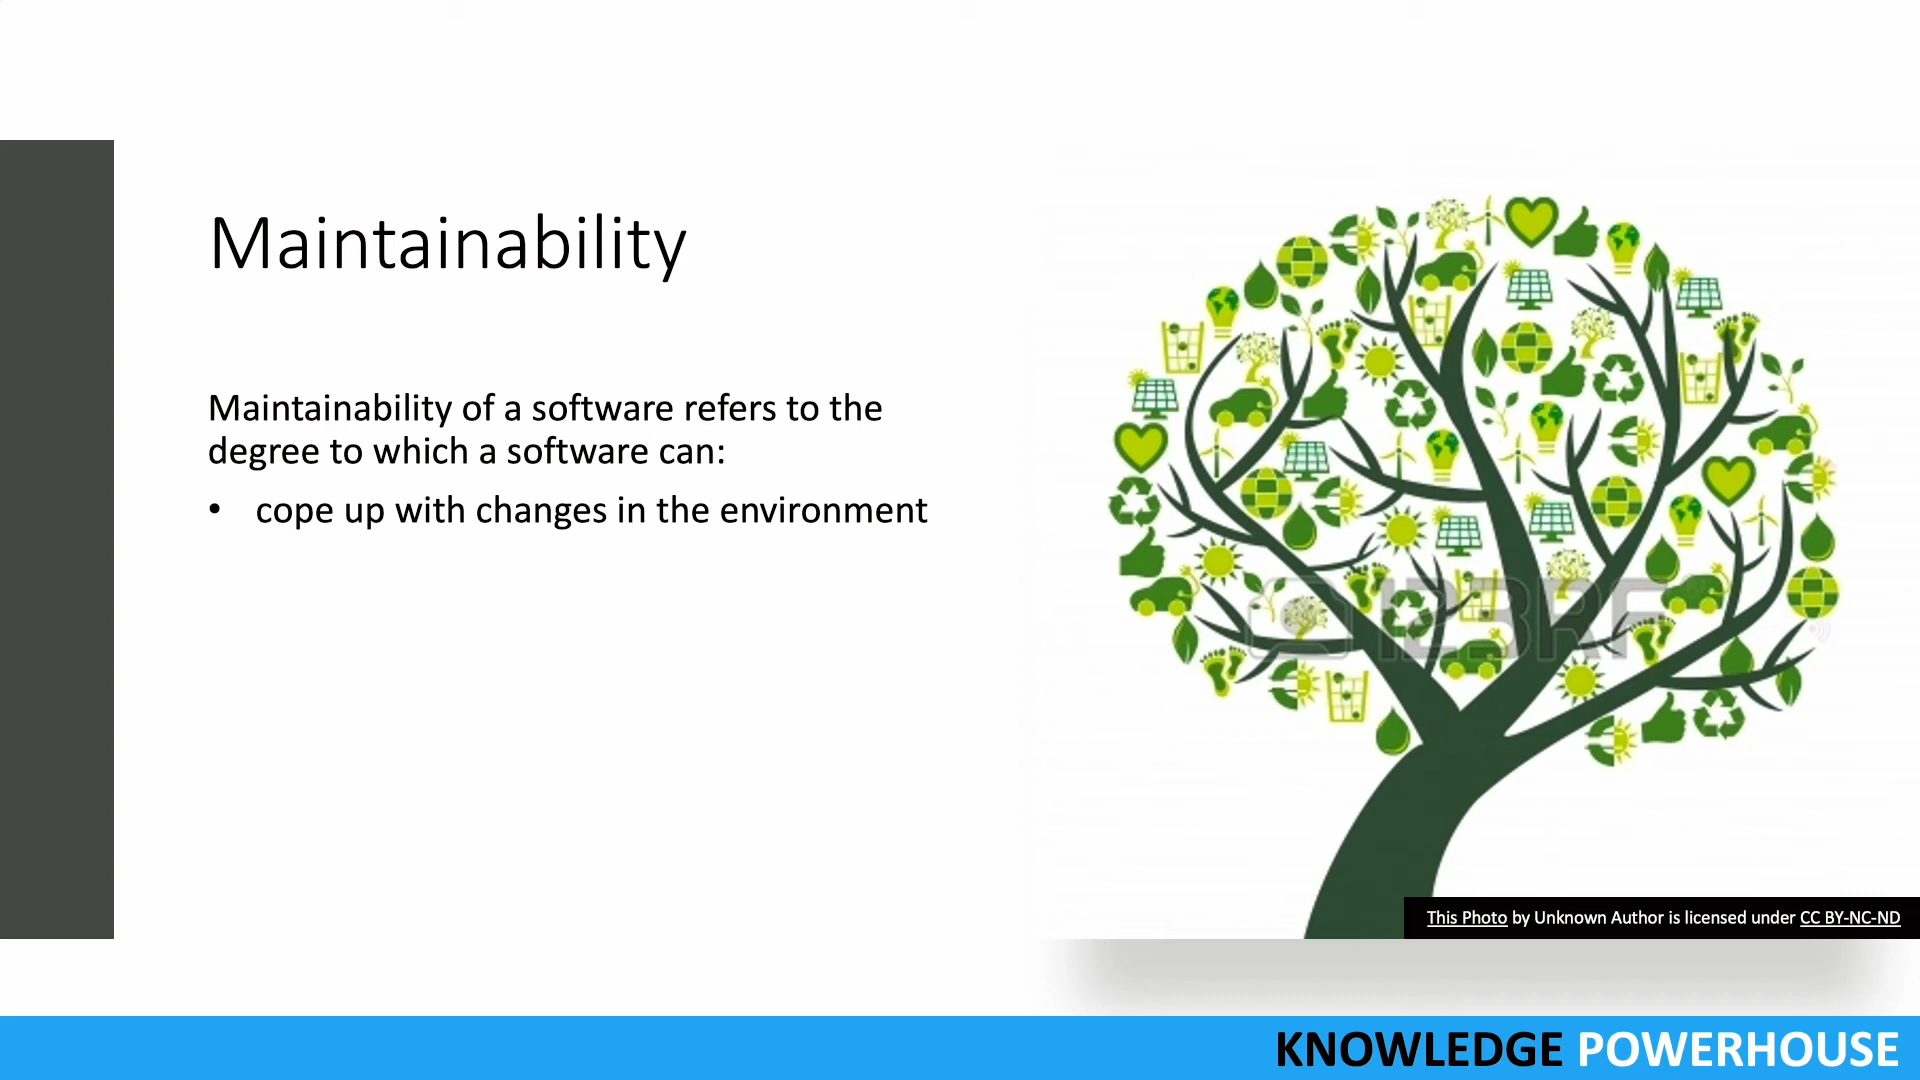 Maintainability
Maintainability of a software refers to the
degree to which a software can:
• cope up with changes in the environment
123RF
This Photo by Unknown Author is licensed under CC BY-NC-ND
KNOWLEDGE POWERHOUSE